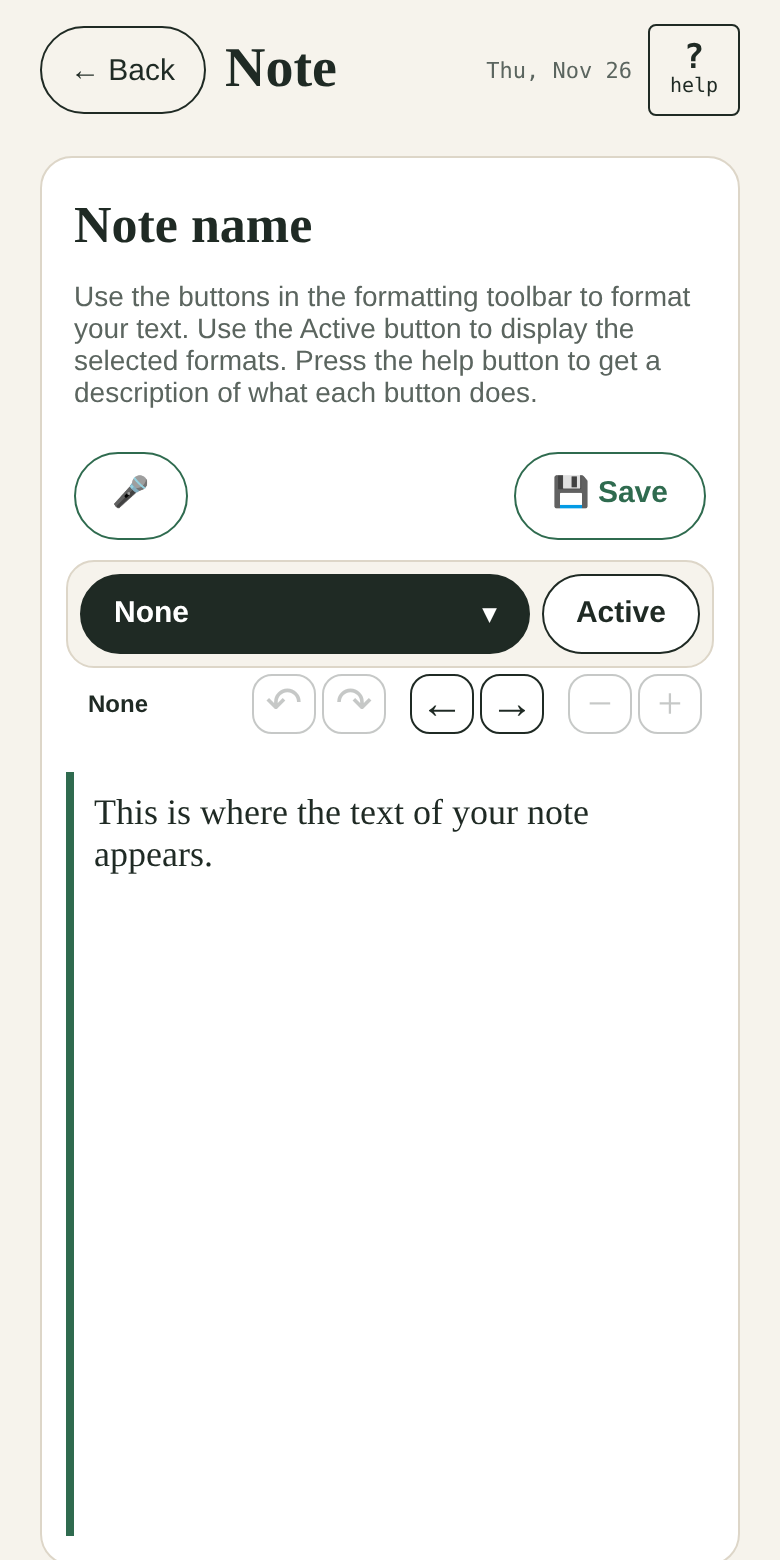 ← Back Note Thu, Nov 26 ?
help
Note name
Use the buttons in the formatting toolbar to format
your text. Use the Active button to display the
selected formats. Press the help button to get a
description of what each button does.
🎤 💾 Save
None ▼ Active
None ↶ ↷ ← → − +
This is where the text of your note
appears.